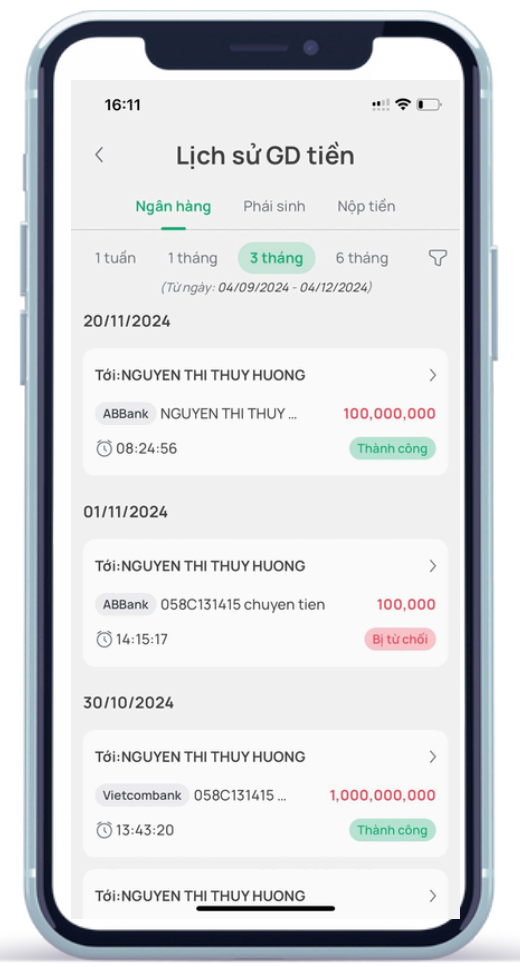 16:11
Lịch sử GD tiền
Ngân hàng Phái sinh Nộp tiền
1 tuần 1 tháng 3 tháng 6 tháng
(Từ ngày: 04/09/2024 - 04/12/2024)
20/11/2024
Tới:NGUYEN THI THUY HUONG
ABBank NGUYEN THI THUY ... 100,000,000
08:24:56 Thành công
01/11/2024
Tới:NGUYEN THI THUY HUONG
ABBank 058C131415 chuyen tien 100,000
14:15:17 Bị từ chối
30/10/2024
Tới:NGUYEN THI THUY HUONG
Vietcombank 058C131415 ... 1,000,000,000
13:43:20 Thành công
Tới:NGUYEN THI THUY HUONG